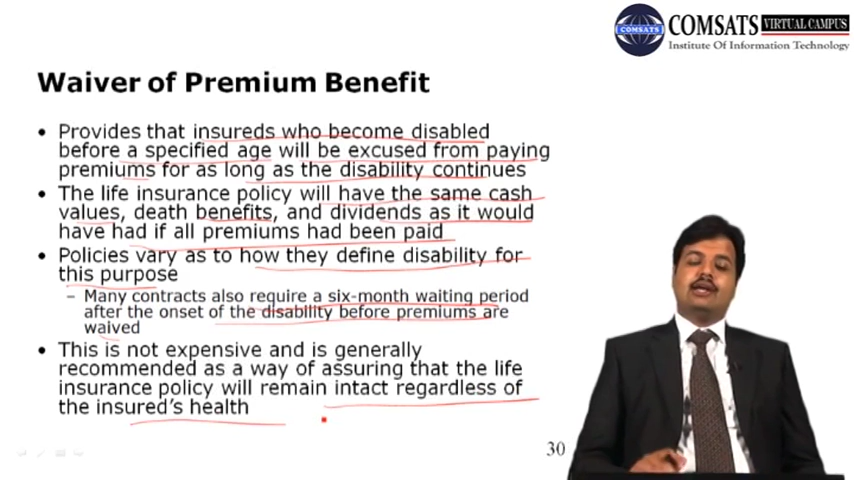 COMSATS VIRTUAL CAMPUS
COMSATS
Institute Of Information Technology
Waiver of Premium Benefit
• Provides that insureds who become disabled
before a specified age will be excused from paying
premiums for as long as the disability continues
• The life insurance policy will have the same cash
values, death benefits, and dividends as it would
have had if all premiums had been paid
• Policies vary as to how they define disability for
this purpose
– Many contracts also require a six-month waiting period
after the onset of the disability before premiums are
waived
• This is not expensive and is generally
recommended as a way of assuring that the life
insurance policy will remain intact regardless of
the insured's health
30